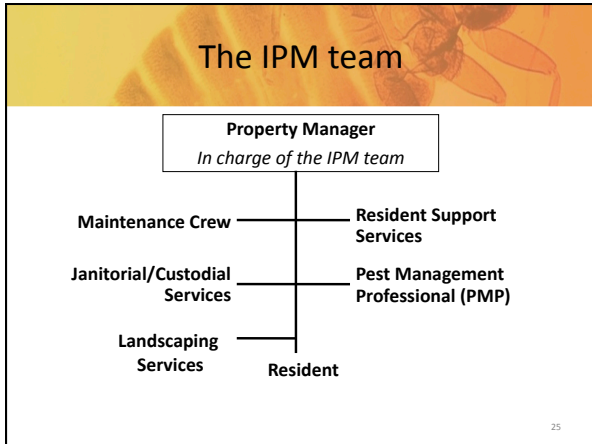 The IPM team
Property Manager
In charge of the IPM team
Maintenance Crew
Resident Support
Services
Janitorial/Custodial
Services
Pest Management
Professional (PMP)
Landscaping
Services
Resident
25